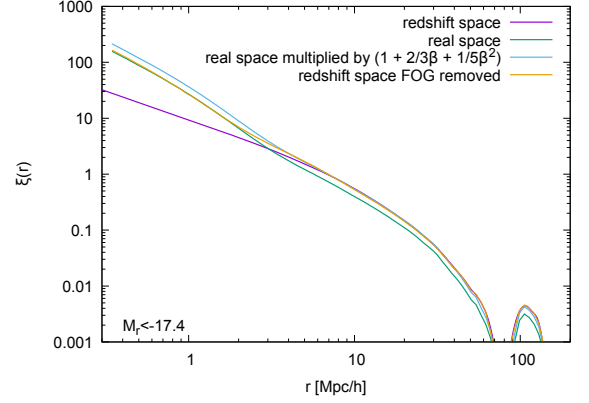 1000
100
10
1
0.1
0.01
0.001
ξ(r)
redshift space
real space
real space multiplied by (1 + 2/3β + 1/5β²)
redshift space FOG removed
M_r<-17.4
1
10
100
r [Mpc/h]